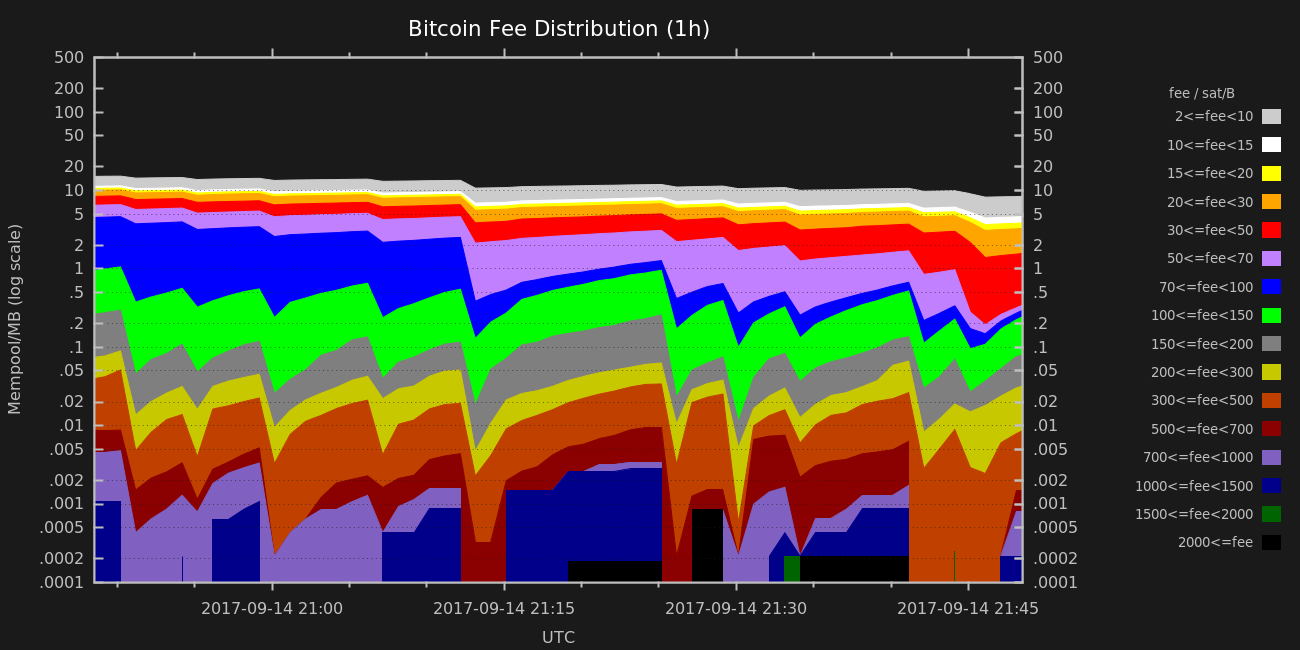 Bitcoin Fee Distribution (1h)
500
200
100
50
20
10
5
2
1
.5
.2
.1
.05
.02
.01
.005
.002
.001
.0005
.0002
.0001
Mempool/MB (log scale)
500
200
100
50
20
10
5
2
1
.5
.2
.1
.05
.02
.01
.005
.002
.001
.0005
.0002
.0001
2017-09-14 21:00 2017-09-14 21:15 2017-09-14 21:30 2017-09-14 21:45
UTC
fee / sat/B
2<=fee<10
10<=fee<15
15<=fee<20
20<=fee<30
30<=fee<50
50<=fee<70
70<=fee<100
100<=fee<150
150<=fee<200
200<=fee<300
300<=fee<500
500<=fee<700
700<=fee<1000
1000<=fee<1500
1500<=fee<2000
2000<=fee